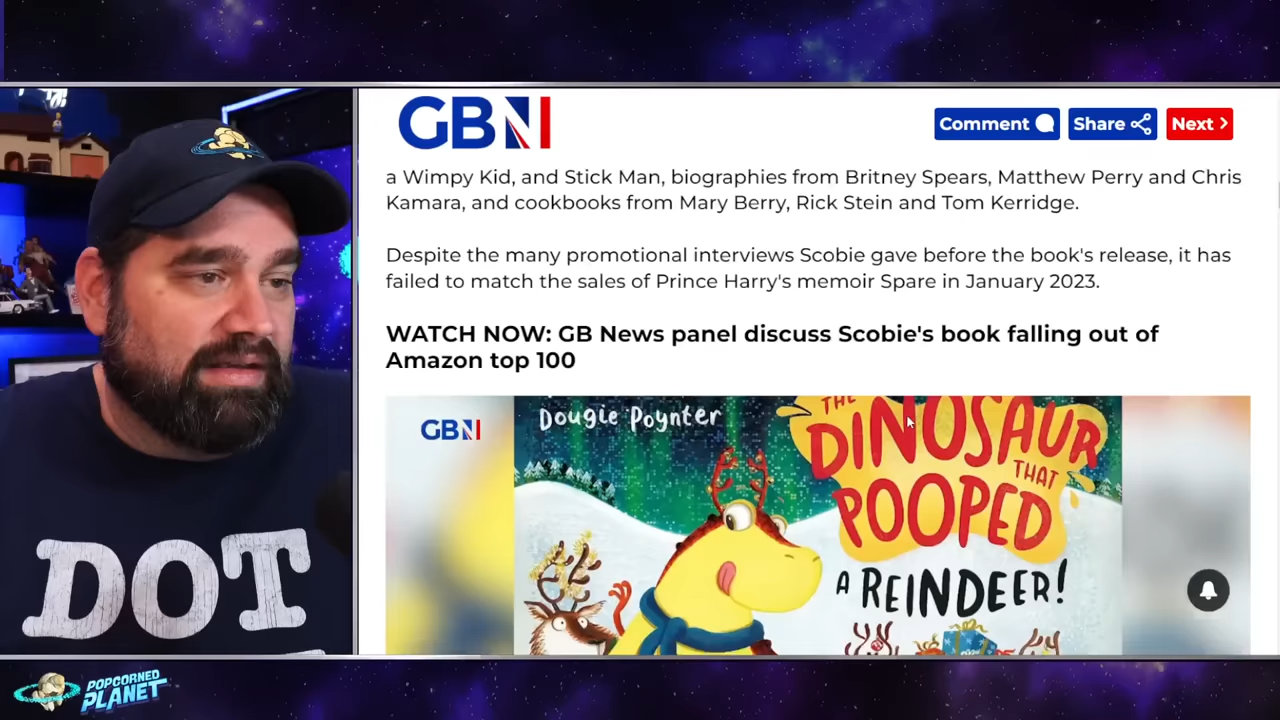 GBN
Comment
Share
Next
a Wimpy Kid, and Stick Man, biographies from Britney Spears, Matthew Perry and Chris
Kamara, and cookbooks from Mary Berry, Rick Stein and Tom Kerridge.
Despite the many promotional interviews Scobie gave before the book's release, it has
failed to match the sales of Prince Harry's memoir Spare in January 2023.
WATCH NOW: GB News panel discuss Scobie's book falling out of
Amazon top 100
GBN
Dougie Poynter
THE
DINOSAUR
THAT
POOPED
A REINDEER!
DOT
POPCORNED
PLANET